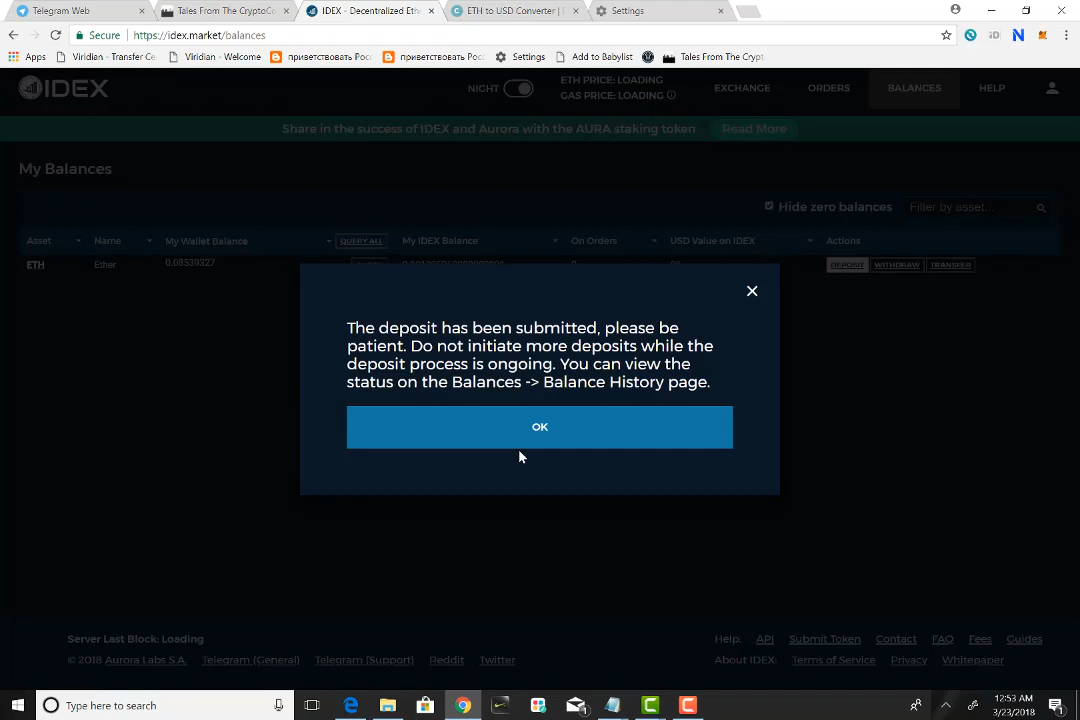 Telegram Web
Tales From The CryptoCo
IDEX - Decentralized Ethe
ETH to USD Converter | E
Settings
Secure
https://idex.market/balances
Apps
Viridian - Transfer Ce
Viridian - Welcome
приветствовать Росс
приветствовать Росс
Settings
Add to Babylist
Tales From The Crypt
IDEX
NIGHT
ETH PRICE: LOADING
GAS PRICE: LOADING
EXCHANGE
ORDERS
BALANCES
HELP
Share in the success of IDEX and Aurora with the AURA staking token
Read More
My Balances
Hide zero balances
Filter by asset...
Asset
Name
My Wallet Balance
QUERY ALL
My IDEX Balance
On Orders
USD Value on IDEX
Actions
ETH
Ether
0.08539327
DEPOSIT
WITHDRAW
TRANSFER
The deposit has been submitted, please be
patient. Do not initiate more deposits while the
deposit process is ongoing. You can view the
status on the Balances -> Balance History page.
OK
Server Last Block: Loading
© 2018 Aurora Labs S.A.
Telegram (General)
Telegram (Support)
Reddit
Twitter
Help:
API
Submit Token
Contact
FAQ
Fees
Guides
About IDEX:
Terms of Service
Privacy
Whitepaper
Type here to search
12:53 AM
3/23/2018